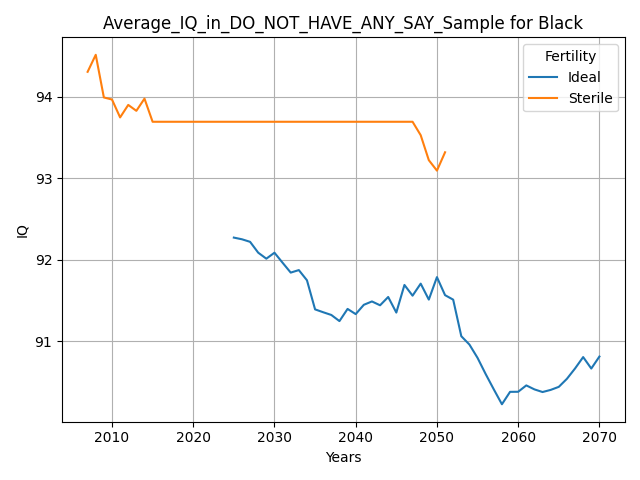 Average_IQ_in_DO_NOT_HAVE_ANY_SAY_Sample for Black
Fertility
Ideal
Sterile
94
93
92
91
IQ
2010 2020 2030 2040 2050 2060 2070
Years